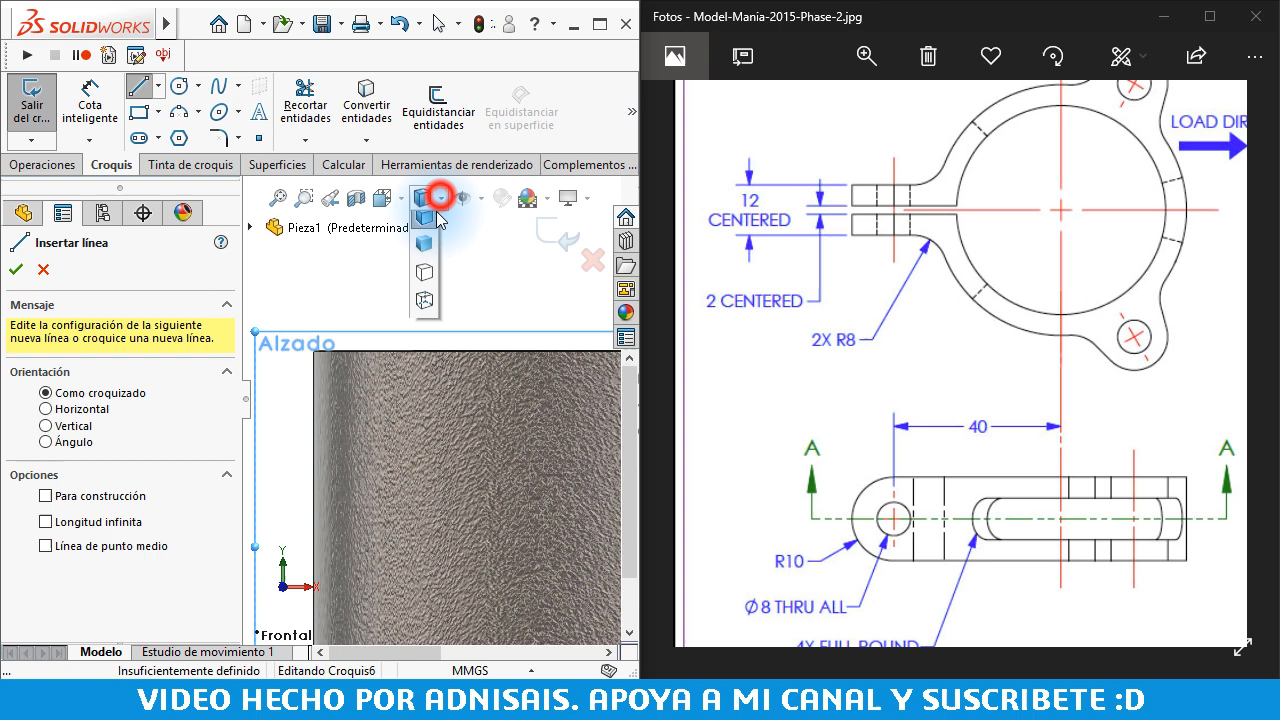 SOLIDWORKS
obj
Salir
del cr...
Cota
inteligente
Recortar
entidades
Convertir
entidades
Equidistanciar
entidades
Equidistanciar
en superficie
Operaciones
Croquis
Tinta de croquis
Superficies
Calcular
Herramientas de renderizado
Complementos ...
Insertar línea
Mensaje
Edite la configuración de la siguiente
nueva línea o croquice una nueva línea.
Orientación
Como croquizado
Horizontal
Vertical
Ángulo
Opciones
Para construcción
Longitud infinita
Línea de punto medio
Pieza1 (Predeterminad
Alzado
Y
X
*Frontal
Modelo
Estudio de movimiento 1
...
Insuficientemente definido
Editando Croquis6
MMGS
Fotos - Model-Mania-2015-Phase-2.jpg
LOAD DIR
12
CENTERED
2 CENTERED
2X R8
40
A
A
R10
Ø8 THRU ALL
4X FULL ROUND
VIDEO HECHO POR ADNISAIS. APOYA A MI CANAL Y SUSCRIBETE :D